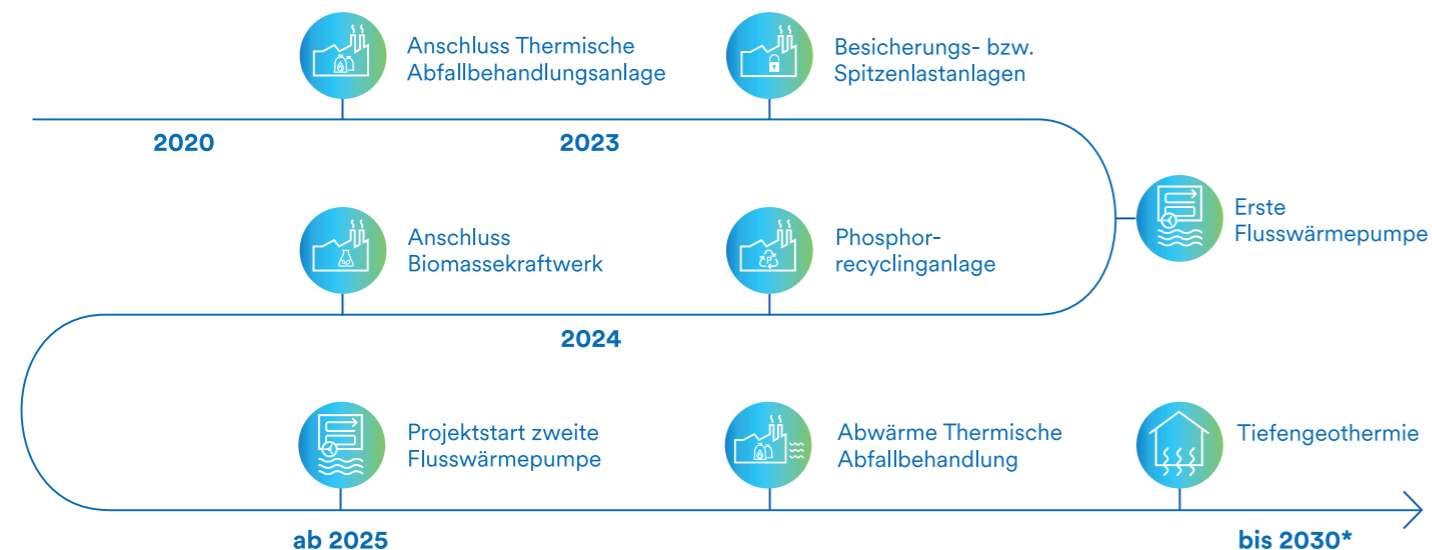 Anschluss Thermische
Abfallbehandlungsanlage
Besicherungs- bzw.
Spitzenlastanlagen
2020
2023
Erste
Flusswärmepumpe
Anschluss
Biomassekraftwerk
Phosphor-
recyclinganlage
2024
Projektstart zweite
Flusswärmepumpe
Abwärme Thermische
Abfallbehandlung
Tiefengeothermie
ab 2025
bis 2030*